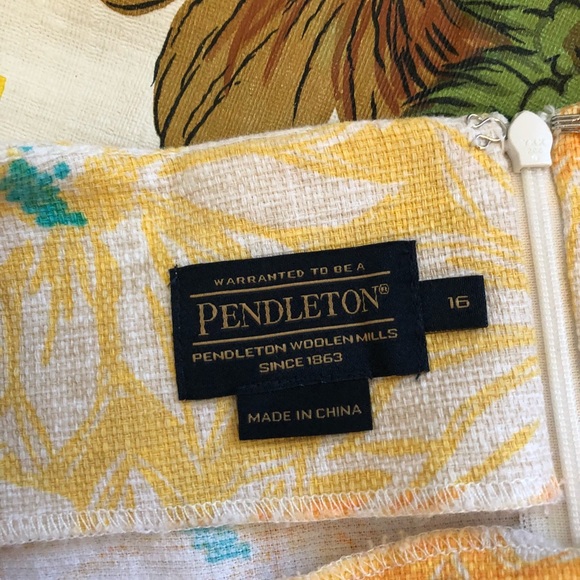 WARRANTED TO BE A
PENDLETON®
PENDLETON WOOLEN MILLS
SINCE 1863
16
MADE IN CHINA